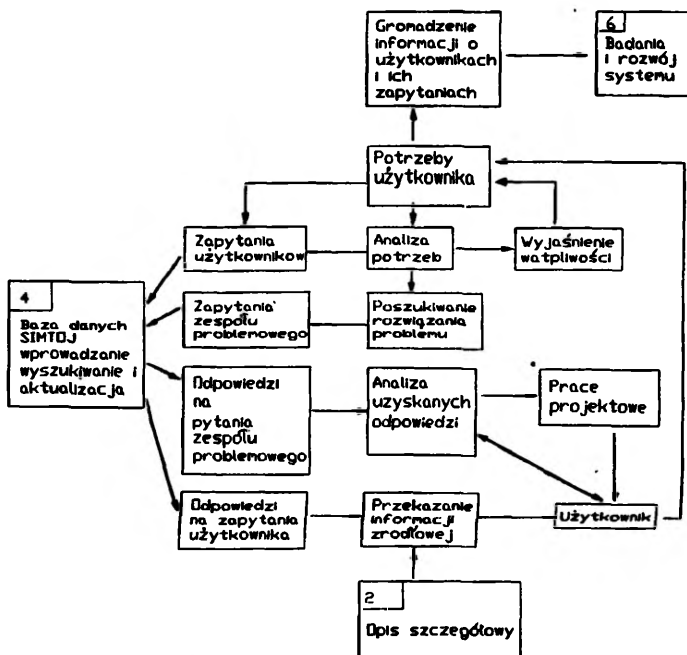 Gromadzenie
informacji o
użytkownikach
i ich
zapytaniach
6
Badania
i rozwój
systemu
Potrzeby
użytkownika
Zapytania
użytkowników
Analiza
potrzeb
Wyjaśnienie
watpliwości
4
Baza danych
SIMTOJ
wprowadzanie
wyszukiwanie i
aktualizacja
Zapytania
zespołu
problemowego
Poszukiwanie
rozwiązania
problemu
Odpowiedzi
na
pytania
zespołu
problemowego
Analiza
uzyskanych
odpowiedzi
Prace
projektowe
Odpowiedzi
na zapytania
użytkownika
Przekazanie
informacji
zrodłowej
Użytkownik
2
Opis szczegółowy